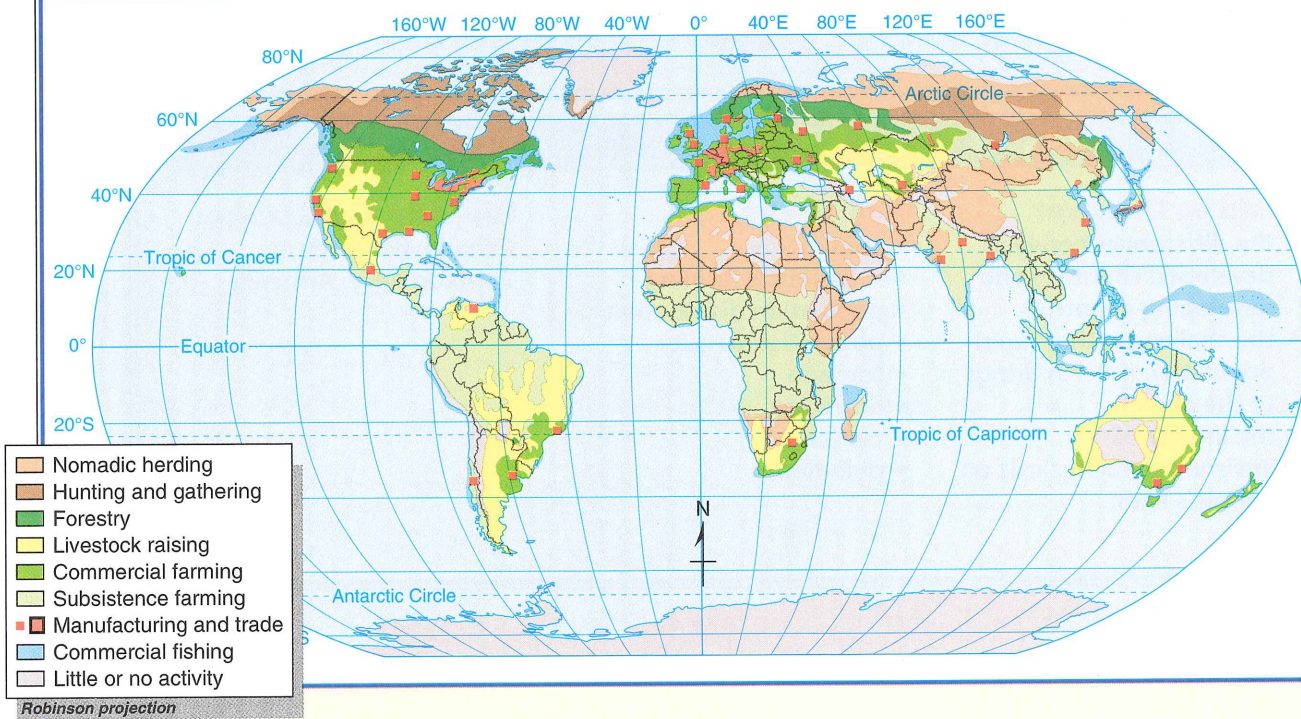 160°W 120°W 80°W 40°W 0° 40°E 80°E 120°E 160°E
80°N
Arctic Circle
60°N
40°N
Tropic of Cancer
20°N
Equator
0°
20°S
Tropic of Capricorn
N
Antarctic Circle
S
Nomadic herding
Hunting and gathering
Forestry
Livestock raising
Commercial farming
Subsistence farming
Manufacturing and trade
Commercial fishing
Little or no activity
Robinson projection